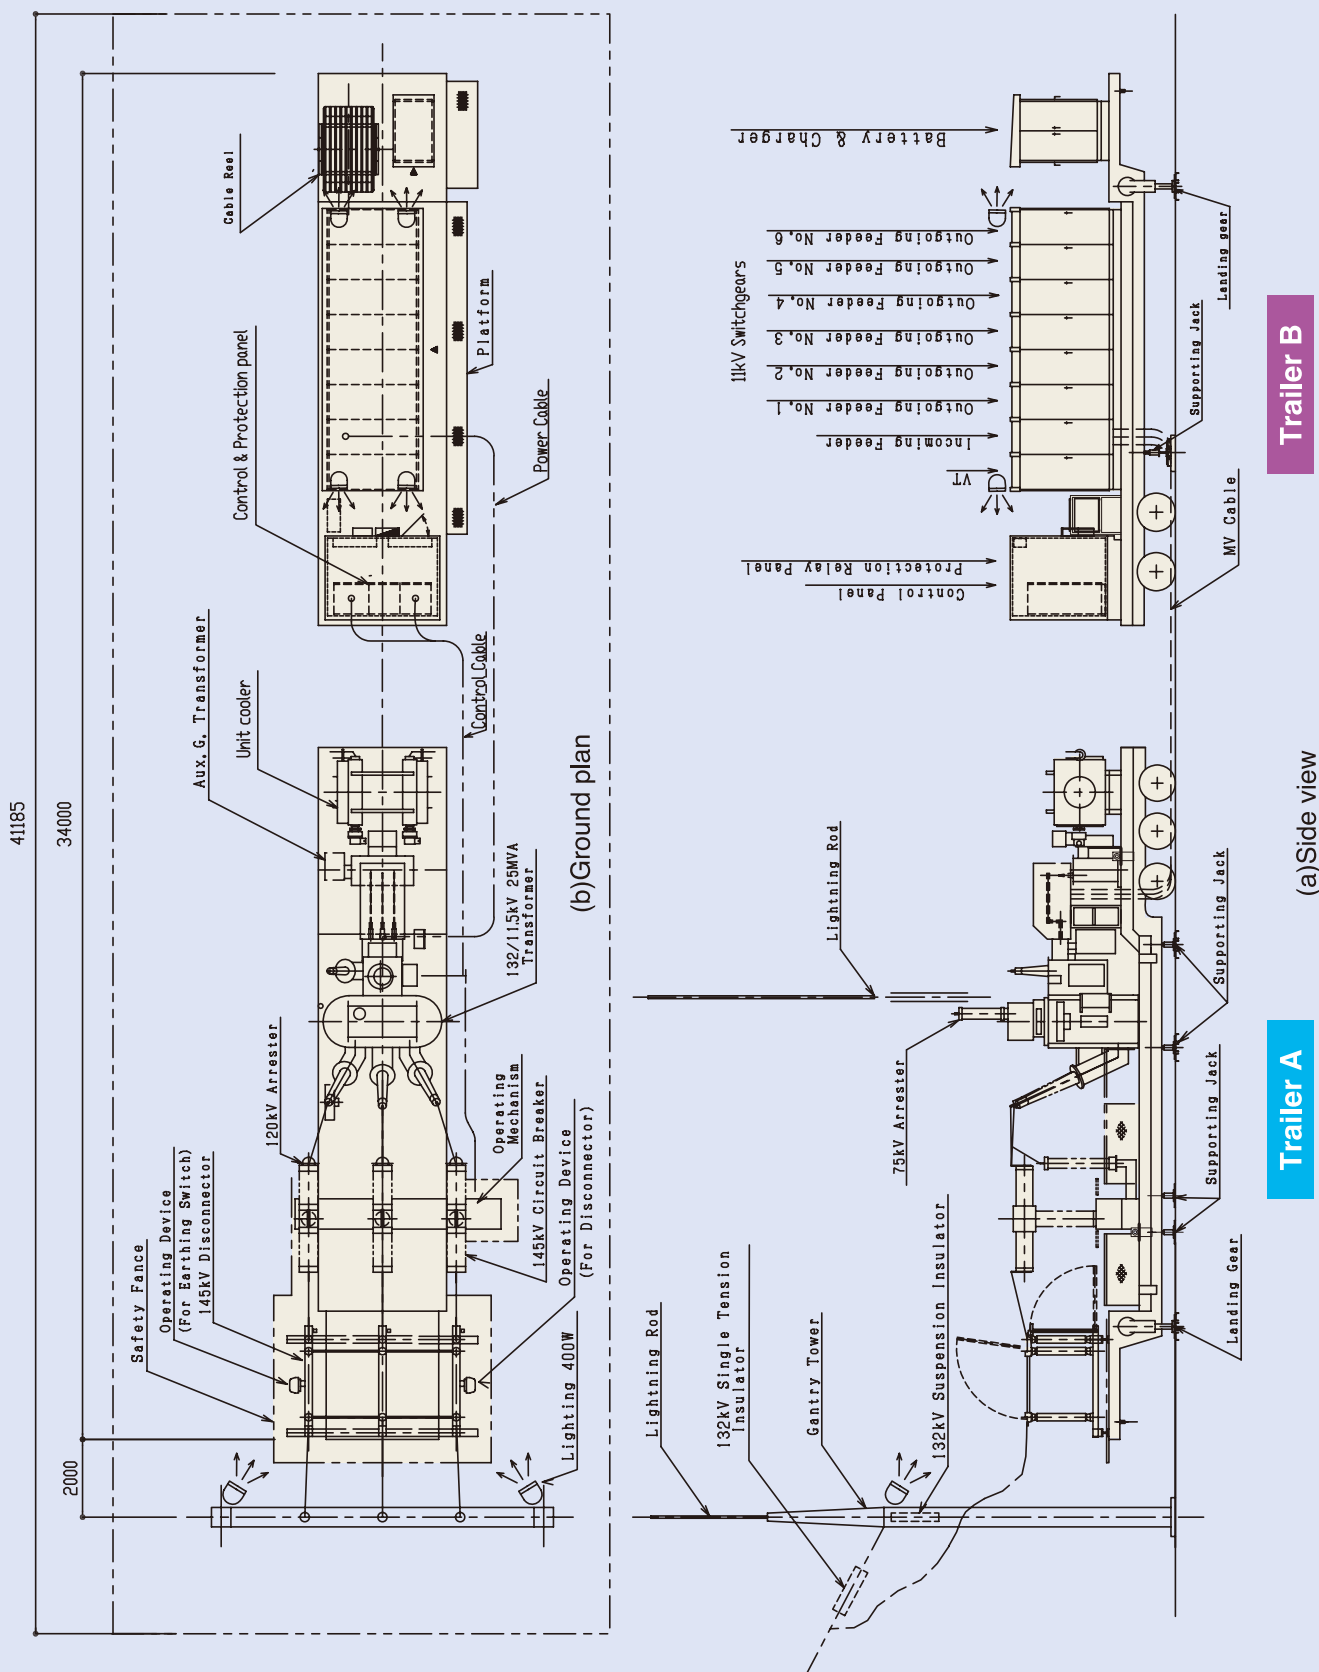 41185
34000
2000
Cable Reel
Control & Protection panel
Platform
Power Cable
Aux. G. Transformer
Unit cooler
Control Cable
132/11.5kV 25MVA
Transformer
120kV Arrester
Operating
Mechanism
145kV Circuit Breaker
Operating Device
(For Disconnector)
Safety Fance
Operating Device
(For Earthing Switch)
145kV Disconnector
Lighting 400W
(b)Ground plan
Battery & Charger
11kV Switchgears
Outgoing Feeder No.6
Outgoing Feeder No.5
Outgoing Feeder No.4
Outgoing Feeder No.3
Outgoing Feeder No.2
Outgoing Feeder No.1
Incoming Feeder
VT
Protection Relay Panel
Control Panel
Landing gear
Supporting Jack
MV Cable
Lightning Rod
75kV Arrester
Supporting Jack
Supporting Jack
Landing Gear
Lightning Rod
132kV Single Tension
Insulator
Gantry Tower
132kV Suspension Insulator
(a)Side view
Trailer A
Trailer B